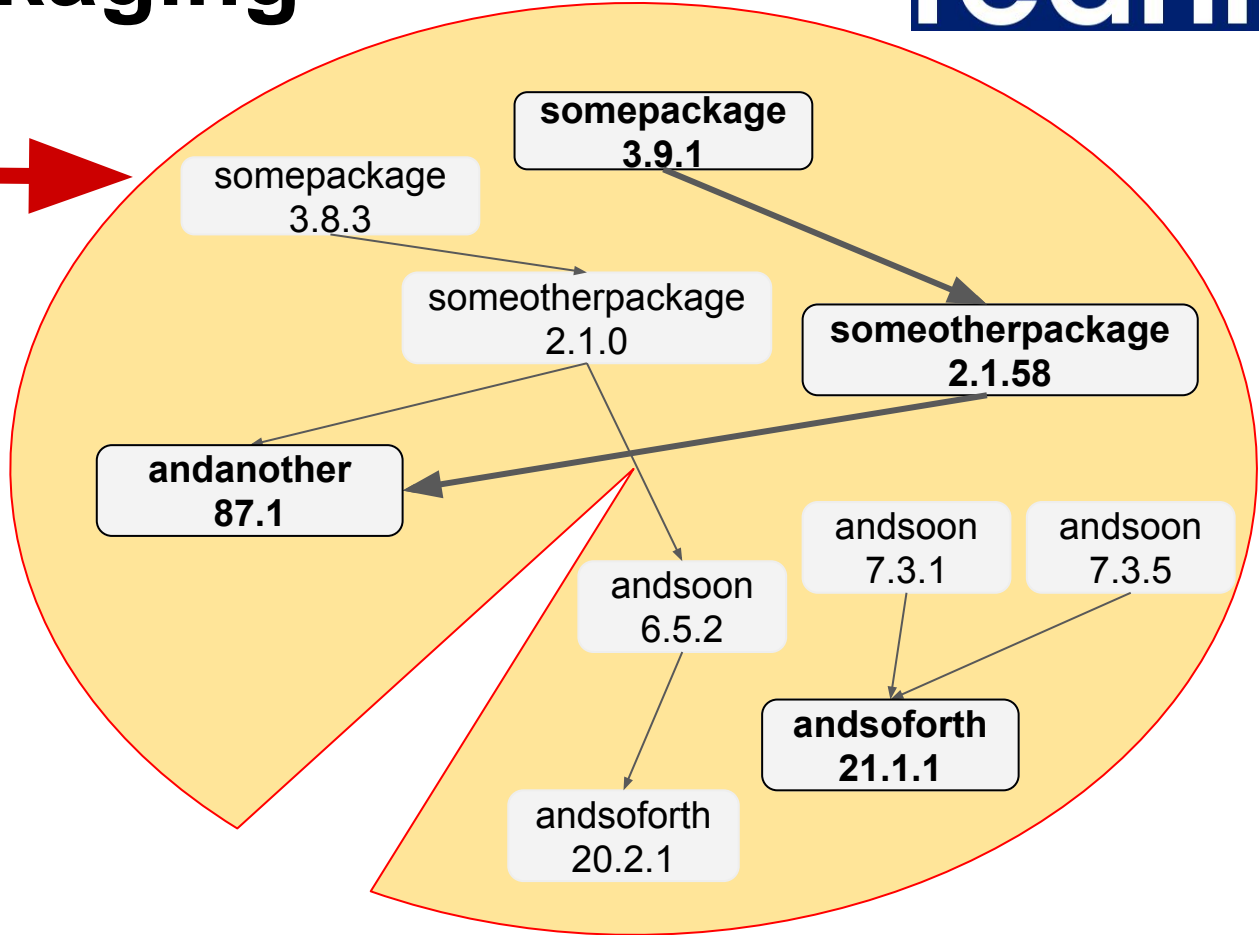 somepackage
3.9.1
somepackage
3.8.3
someotherpackage
2.1.0
someotherpackage
2.1.58
andanother
87.1
andsoon
7.3.1
andsoon
7.3.5
andsoon
6.5.2
andsoforth
21.1.1
andsoforth
20.2.1